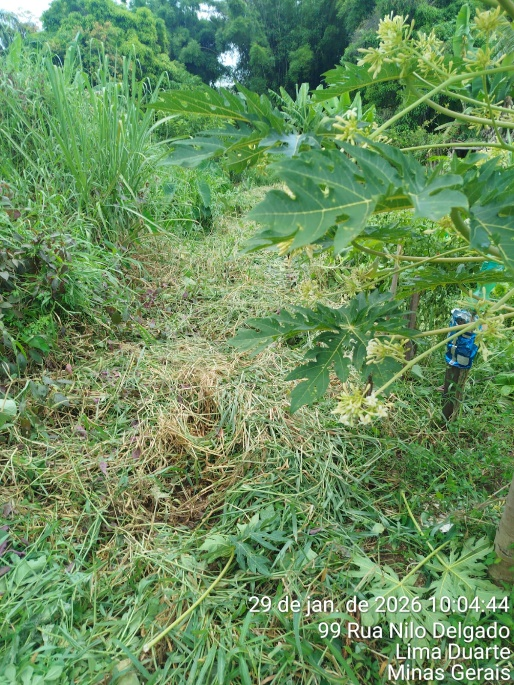 29 de jan. de 2026 10:04:44
99 Rua Nilo Delgado
Lima Duarte
Minas Gerais